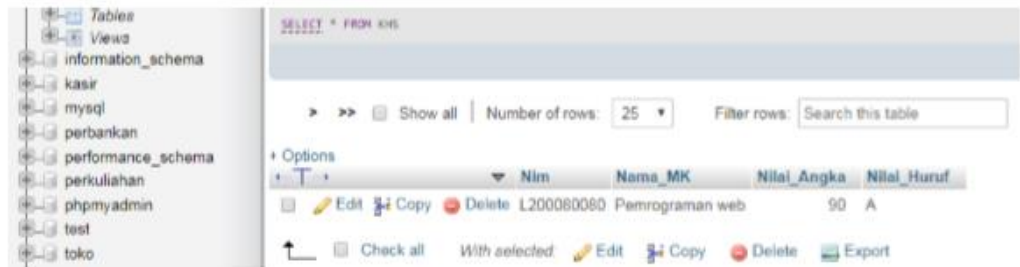 Tables
Views
information_schema
kasir
mysql
perbankan
performance_schema
perkuliahan
phpmyadmin
test
toko
SELECT * FROM KHS
> >> Show all | Number of rows: 25 Filter rows: Search this table
Options
Nim Nama_MK Nilai_Angka Nilai_Huruf
Edit Copy Delete L200080080 Pemrograman web 90 A
Check all With selected: Edit Copy Delete Export